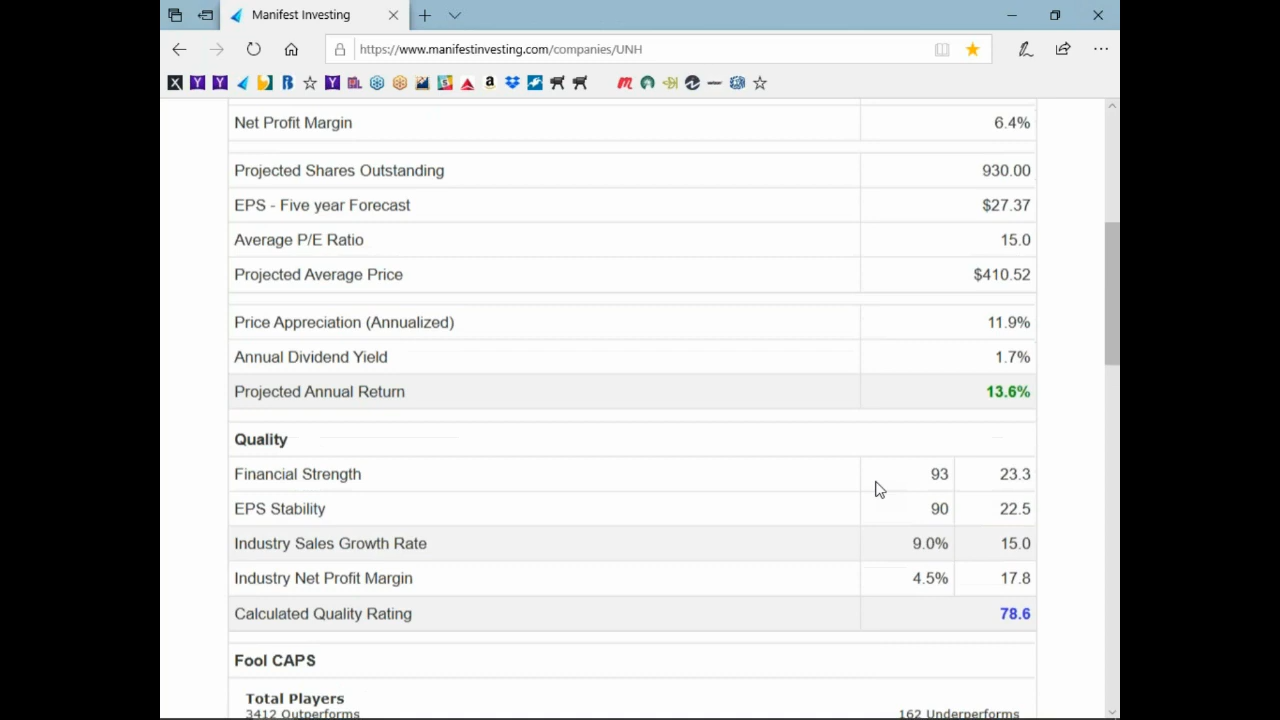 Manifest Investing
https://www.manifestinvesting.com/companies/UNH
Net Profit Margin 6.4%
Projected Shares Outstanding 930.00
EPS - Five year Forecast $27.37
Average P/E Ratio 15.0
Projected Average Price $410.52
Price Appreciation (Annualized) 11.9%
Annual Dividend Yield 1.7%
Projected Annual Return 13.6%
Quality
Financial Strength 93 23.3
EPS Stability 90 22.5
Industry Sales Growth Rate 9.0% 15.0
Industry Net Profit Margin 4.5% 17.8
Calculated Quality Rating 78.6
Fool CAPS
Total Players
3412 Outperforms 162 Underperforms